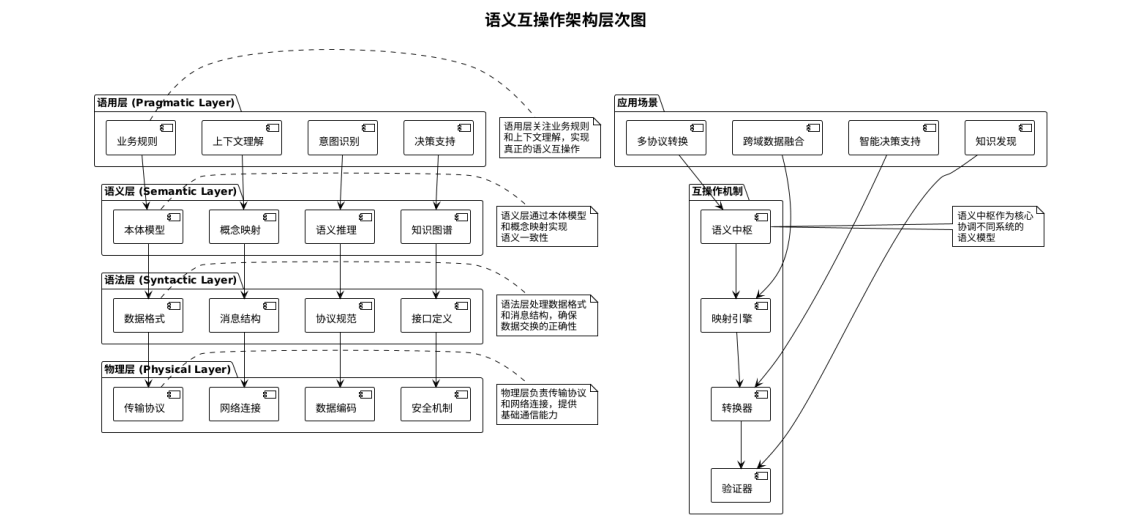 语义互操作架构层次图
语用层 (Pragmatic Layer)
业务规则
上下文理解
意图识别
决策支持
语用层关注业务规则
和上下文理解，实现
真正的语义互操作
语义层 (Semantic Layer)
本体模型
概念映射
语义推理
知识图谱
语义层通过本体模型
和概念映射实现
语义一致性
语法层 (Syntactic Layer)
数据格式
消息结构
协议规范
接口定义
语法层处理数据格式
和消息结构，确保
数据交换的正确性
物理层 (Physical Layer)
传输协议
网络连接
数据编码
安全机制
物理层负责传输协议
和网络连接，提供
基础通信能力
应用场景
多协议转换
跨域数据融合
智能决策支持
知识发现
互操作机制
语义中枢
语义中枢作为核心
协调不同系统的
语义模型
映射引擎
转换器
验证器